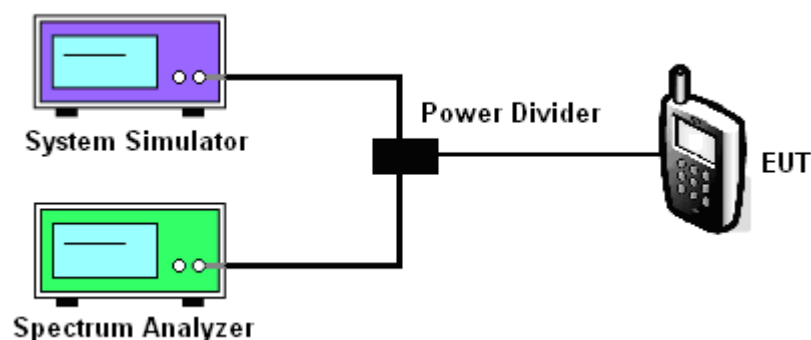 System Simulator
Power Divider
EUT
Spectrum Analyzer